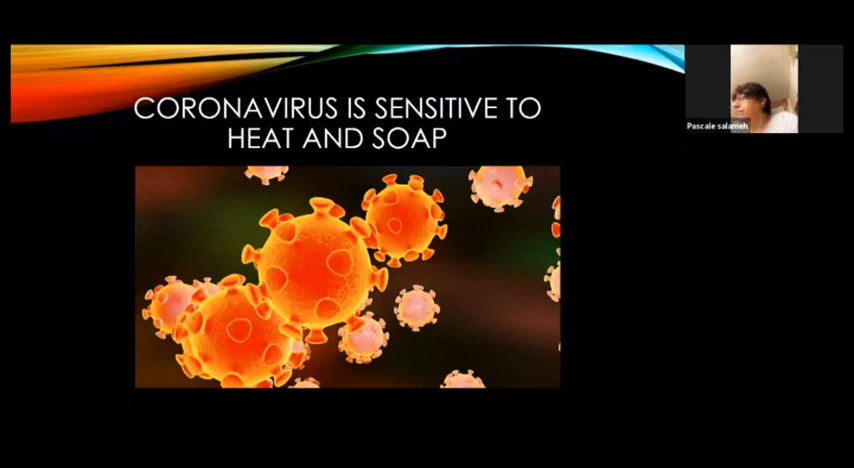 CORONAVIRUS IS SENSITIVE TO
HEAT AND SOAP
Pascale salameh